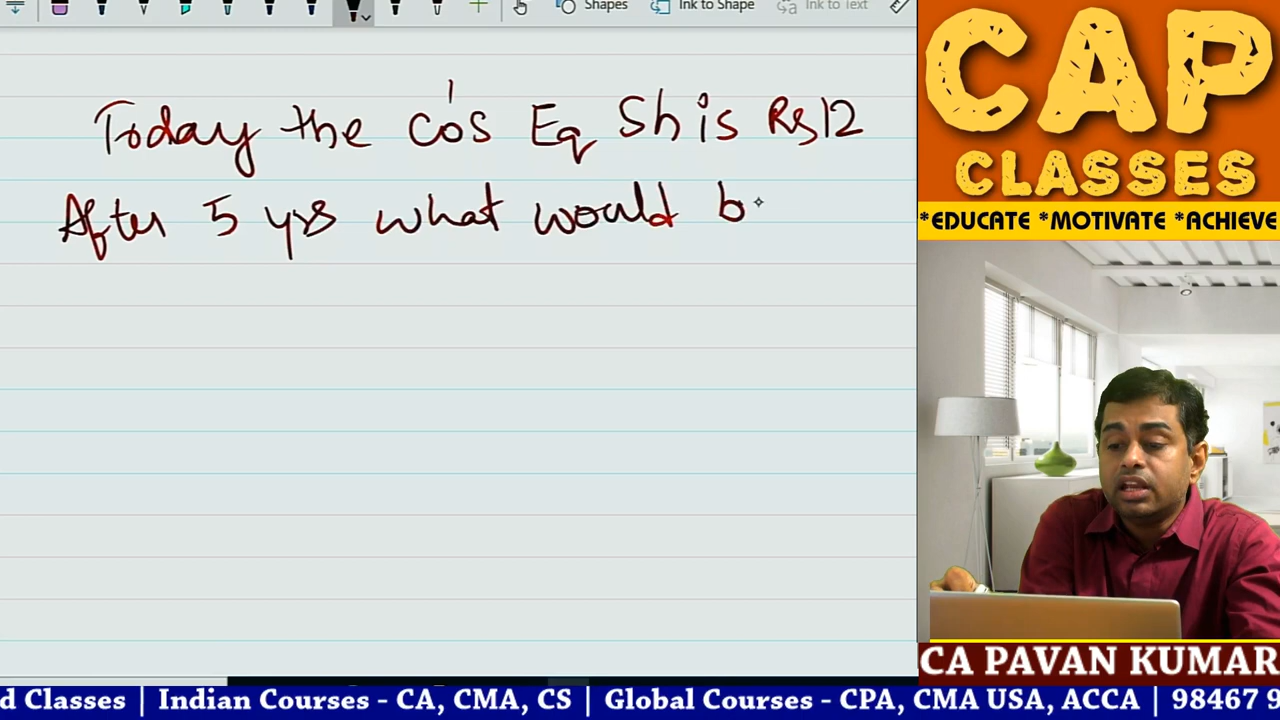 Shapes
Ink to Shape
Ink to Text
Today the Co's Eq Sh is Rs 12
After 5 yrs what would b
CAP
CLASSES
*EDUCATE *MOTIVATE *ACHIEVE
CA PAVAN KUMAR
d Classes | Indian Courses - CA, CMA, CS | Global Courses - CPA, CMA USA, ACCA | 98467 9